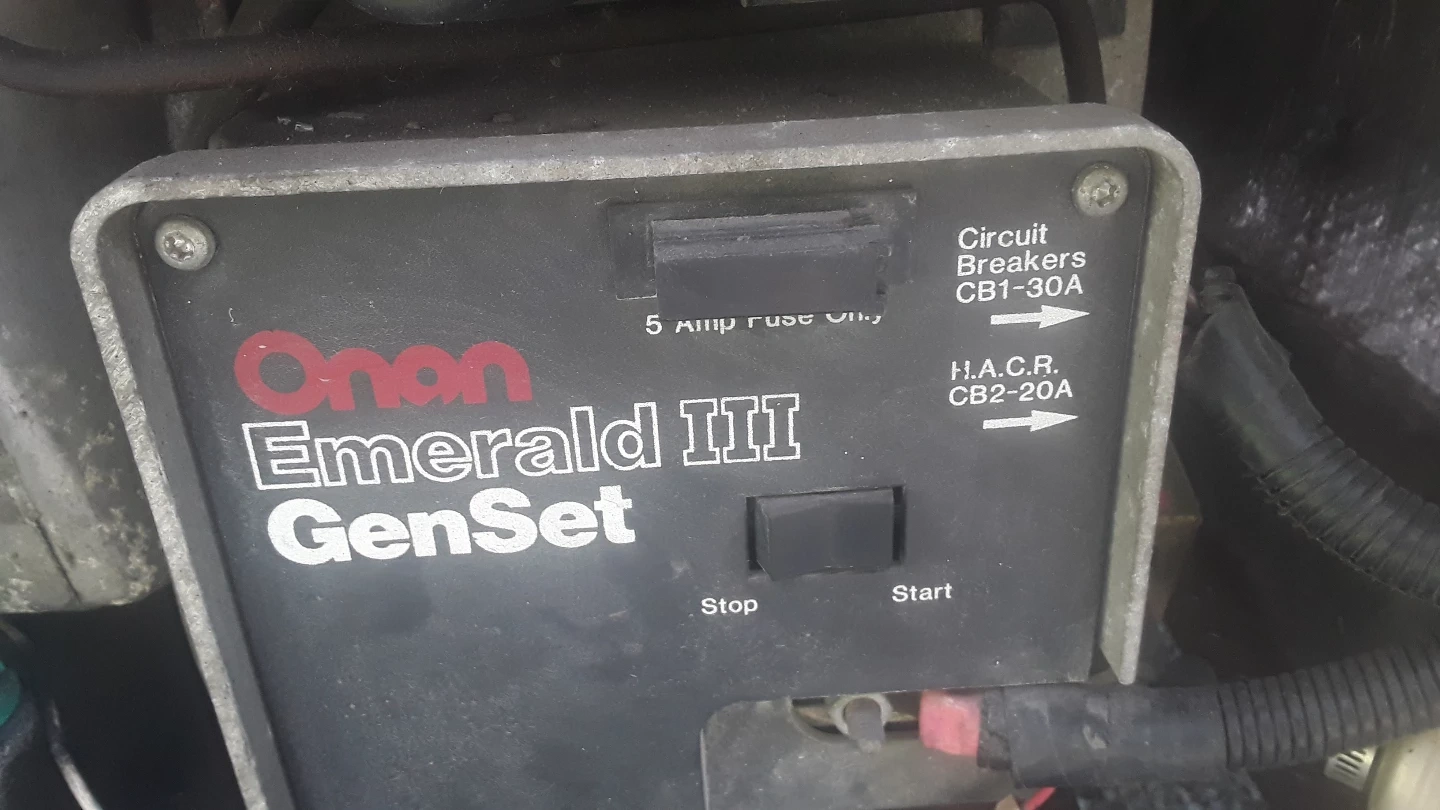 Circuit
Breakers
CB1-30A
5 Amp Fuse Only
H.A.C.R.
CB2-20A
Onan
Emerald III
GenSet
Stop
Start